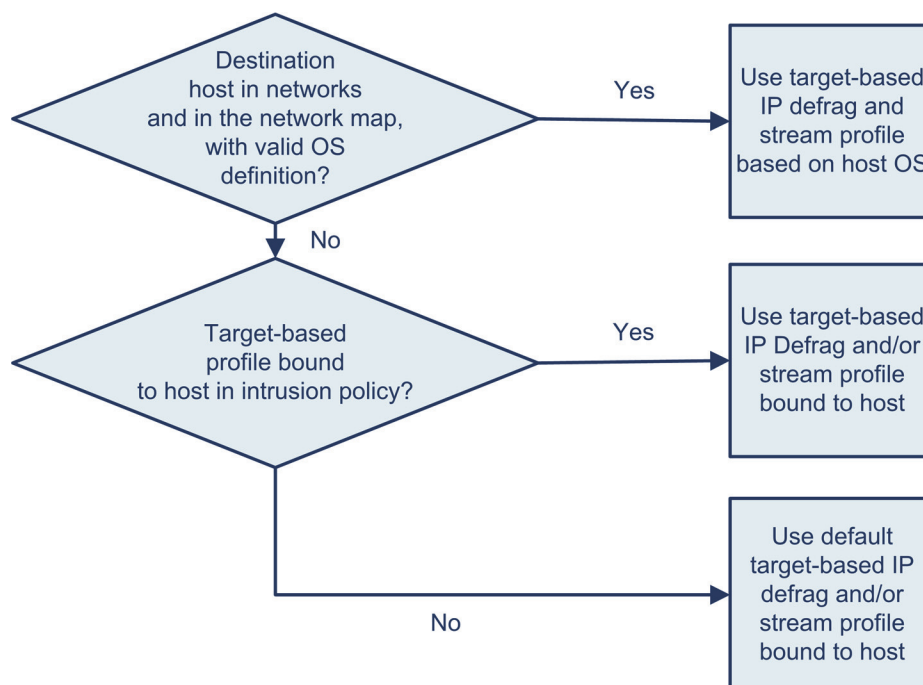 Destination
host in networks
and in the network map,
with valid OS
definition?
Yes
Use target-based
IP defrag and
stream profile
based on host OS
No
Target-based
profile bound
to host in intrusion policy?
Yes
Use target-based
IP Defrag and/or
stream profile
bound to host
No
Use default
target-based IP
defrag and/or
stream profile
bound to host